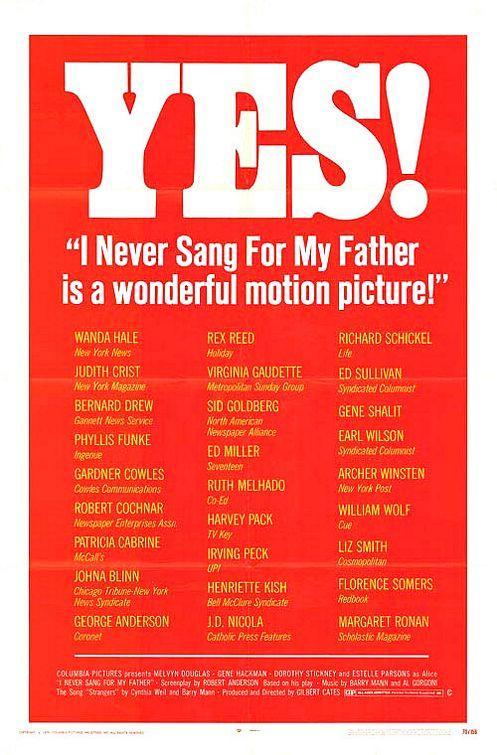 YES!
“I Never Sang For My Father
is a wonderful motion picture!”
WANDA HALE
New York News
JUDITH CRIST
New York Magazine
BERNARD DREW
Gannett News Service
PHYLLIS FUNKE
Ingenue
GARDNER COWLES
Cowles Communications
ROBERT COCHNAR
Newspaper Enterprises Assn.
PATRICIA CABRINE
McCall's
JOHNA BLINN
Chicago Tribune-New York
News Syndicate
GEORGE ANDERSON
Coronet
REX REED
Holiday
VIRGINIA GAUDETTE
Metropolitan Sunday Group
SID GOLDBERG
North American
Newspaper Alliance
ED MILLER
Seventeen
RUTH MELHADO
Co-Ed
HARVEY PACK
TV Key
IRVING PECK
UPI
HENRIETTE KISH
Bell McClure Syndicate
J.D. NICOLA
Catholic Press Features
RICHARD SCHICKEL
Life
ED SULLIVAN
Syndicated Columnist
GENE SHALIT
EARL WILSON
Syndicated Columnist
ARCHER WINSTEN
New York Post
WILLIAM WOLF
Cue
LIZ SMITH
Cosmopolitan
FLORENCE SOMERS
Redbook
MARGARET RONAN
Scholastic Magazine
COLUMBIA PICTURES presents MELVYN DOUGLAS · GENE HACKMAN · DOROTHY STICKNEY and ESTELLE PARSONS as Alice
"I NEVER SANG FOR MY FATHER" · Screenplay by ROBERT ANDERSON · Based on his play · Music by BARRY MANN and AL GORGONI
The Song "Strangers" by Cynthia Weil and Barry Mann · Produced and Directed by GILBERT CATES GP ©